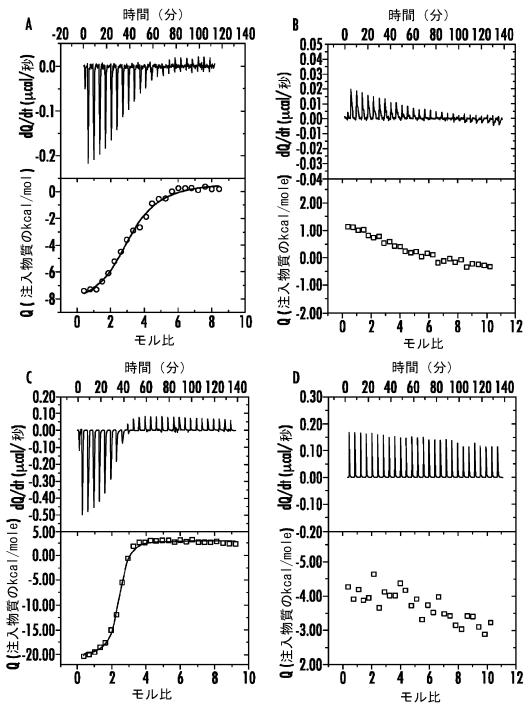 A
時間 (分)
-20 0 20 40 60 80 100 120 140
dQ/dt (μcal/秒)
0.0
-0.1
-0.2
Q (注入物質のkcal/mol)
0
-2
-4
-6
-8
-2 0 2 4 6 8 10
モル比
B
時間 (分)
0 20 40 60 80 100 120 140
dQ/dt (μcal/秒)
0.05
0.04
0.03
0.02
0.01
0.00
-0.01
-0.02
-0.03
-0.04
Q (注入物質のkcal/mole)
2.00
1.00
0.00
-1.00
-2.00
0 2 4 6 8 10 12
モル比
C
時間 (分)
0 20 40 60 80 100 120 140
dQ/dt (μcal/秒)
0.20
0.10
0.00
-0.10
-0.20
-0.30
-0.40
-0.50
Q (注入物質のkcal/mole)
5.00
0.00
-5.00
-10.00
-15.00
-20.00
0 2 4 6 8 10
モル比
D
時間 (分)
0 20 40 60 80 100 120 140
dQ/dt (μcal/秒)
0.30
0.20
0.10
0.00
-0.10
-0.20
Q (注入物質のkcal/mole)
-5.00
-4.00
-3.00
2.00
0 2 4 6 8 10 12
モル比